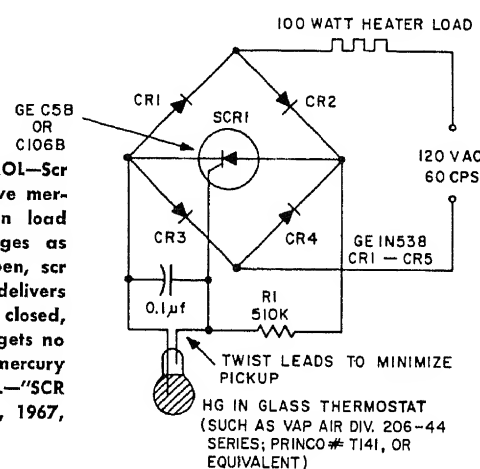 100 WATT HEATER LOAD
CR1
CR2
SCR1
GE C5B
OR
C106B
120 VAC
60 CPS
CR3
CR4
GE IN538
CR1 – CR5
0.1µf
R1
510K
TWIST LEADS TO MINIMIZE
PICKUP
HG IN GLASS THERMOSTAT
(SUCH AS VAP AIR DIV. 206-44
SERIES; PRINCO # T141, OR
EQUIVALENT)
OL—Scr
ve mer-
n load
ges as
pen, scr
delivers
closed,
gets no
mercury
.—"SCR
, 1967,